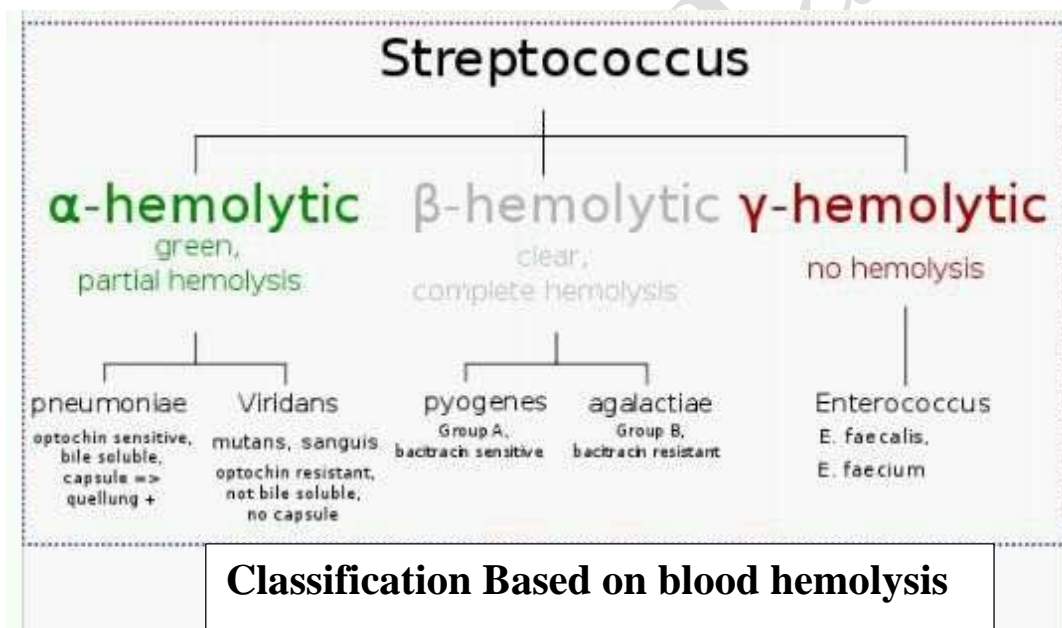 Streptococcus
α-hemolytic
green,
partial hemolysis
β-hemolytic
clear,
complete hemolysis
γ-hemolytic
no hemolysis
pneumoniae
optochin sensitive,
bile soluble,
capsule =>
quellung +
Viridans
mutans, sanguis
optochin resistant,
not bile soluble,
no capsule
pyogenes
Group A,
bacitracin sensitive
agalactiae
Group B,
bacitracin resistant
Enterococcus
E. faecalis,
E. faecium
Classification Based on blood hemolysis